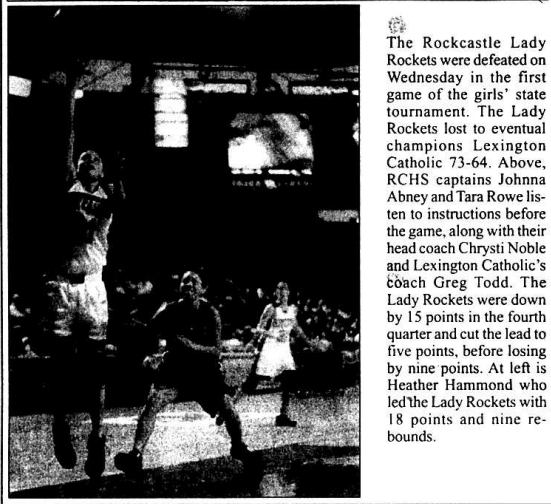 The Rockcastle Lady
Rockets were defeated on
Wednesday in the first
game of the girls' state
tournament. The Lady
Rockets lost to eventual
champions Lexington
Catholic 73-64. Above,
RCHS captains Johnna
Abney and Tara Rowe lis-
ten to instructions before
the game, along with their
head coach Chrysti Noble
and Lexington Catholic's
coach Greg Todd. The
Lady Rockets were down
by 15 points in the fourth
quarter and cut the lead to
five points, before losing
by nine points. At left is
Heather Hammond who
led the Lady Rockets with
18 points and nine re-
bounds.